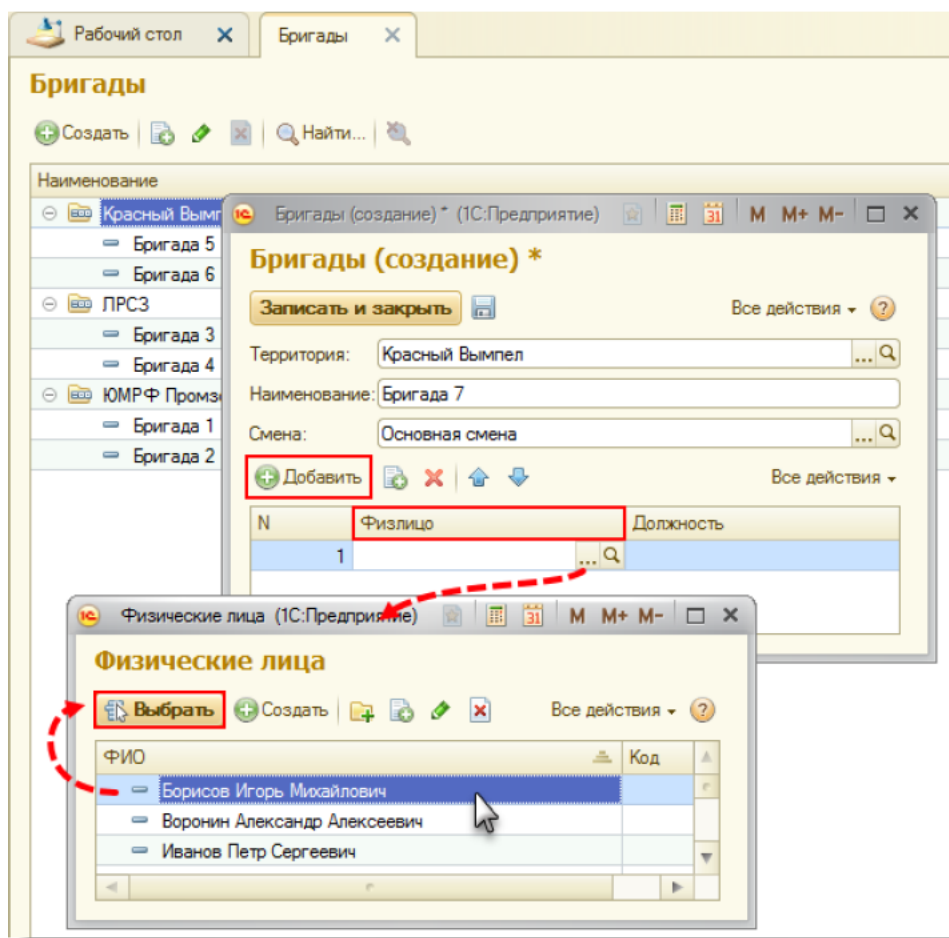 Рабочий стол
Бригады
Бригады
Создать
Найти...
Наименование
Красный Вымп
Бригада 5
Бригада 6
ЛРСЗ
Бригада 3
Бригада 4
ЮМРФ Промз
Бригада 1
Бригада 2
Бригады (создание) * (1С:Предприятие)
31 M M+ M-
Бригады (создание) *
Записать и закрыть
Все действия
Территория: Красный Вымпел
Наименование: Бригада 7
Смена: Основная смена
Добавить
Все действия
N Физлицо Должность
1
Физические лица (1С:Предприятие)
31 M M+ M-
Физические лица
Выбрать Создать Все действия
ФИО Код
Борисов Игорь Михайлович
Воронин Александр Алексеевич
Иванов Петр Сергеевич